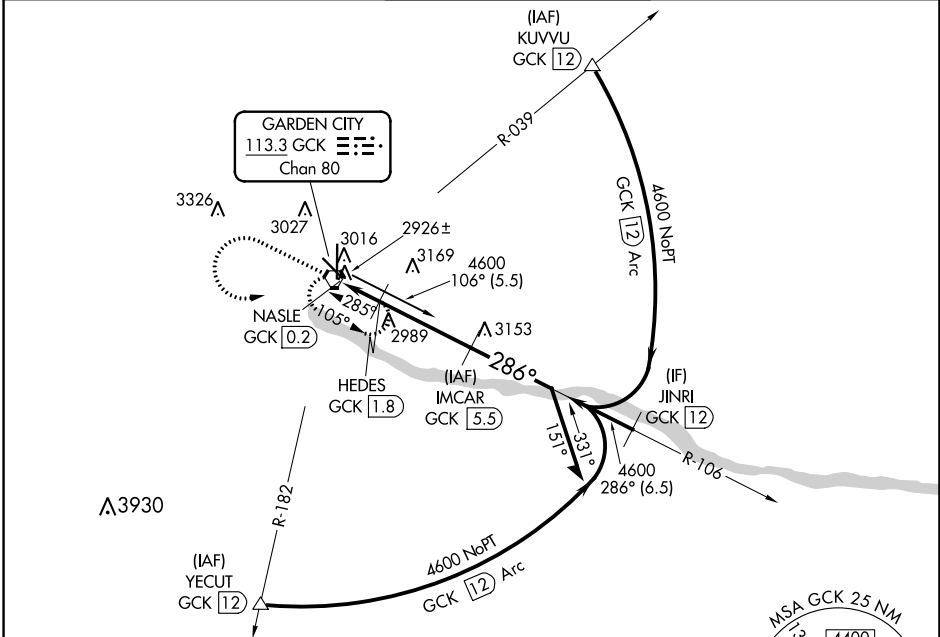 (IAF)
KUVVU
GCK 12
R-039
GARDEN CITY
113.3 GCK
Chan 80
4600 NoPT
GCK 12 Arc
3326
3027
3016
2926±
3169
4600
106° (5.5)
NASLE
GCK 0.2
285°
105°
2989
3153
HEDES
GCK 1.8
(IAF)
IMCAR
GCK 5.5
286°
(IF)
JINRI
GCK 12
151°
331°
4600
286° (6.5)
R-106
R-182
3930
(IAF)
YECUT
GCK 12
4600 NoPT
GCK 12 Arc
MSA GCK 25 NM
4400